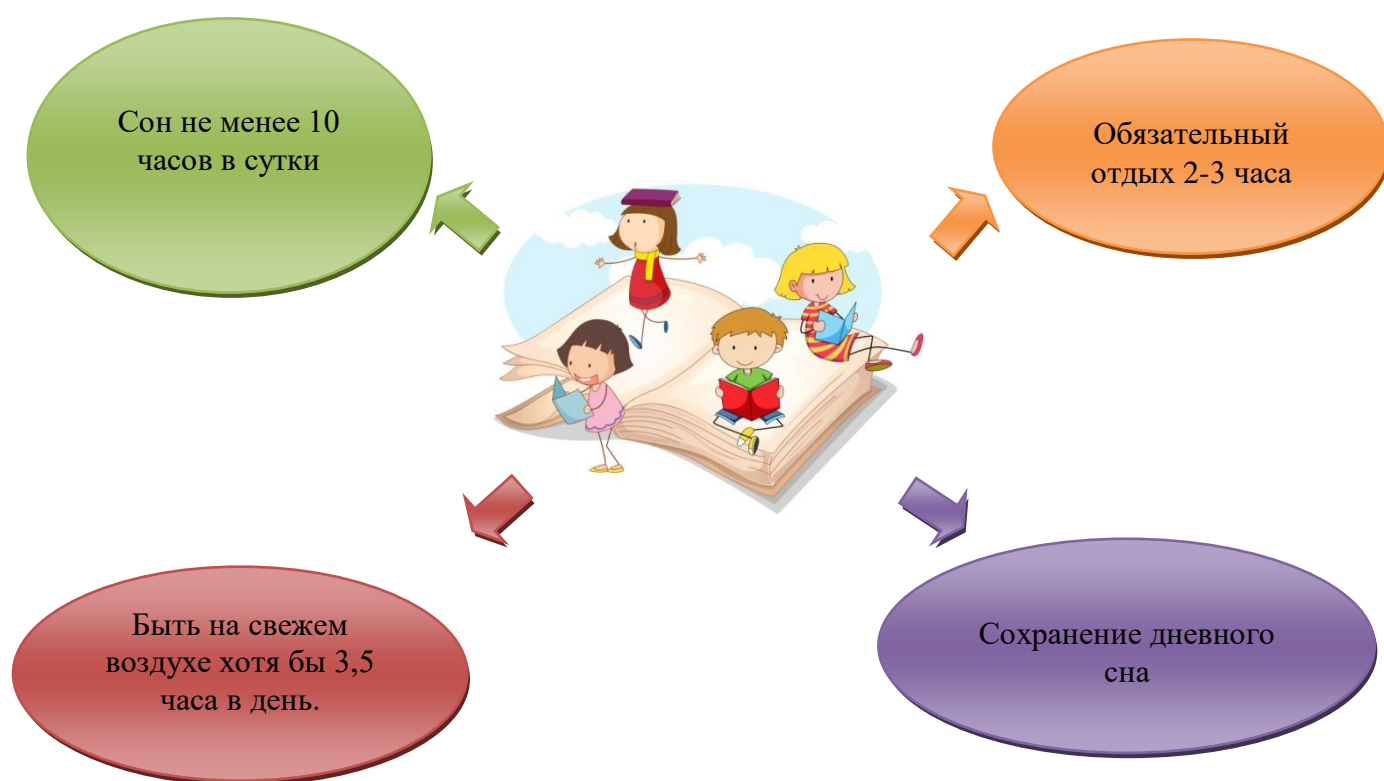 Сон не менее 10
часов в сутки
Обязательный
отдых 2-3 часа
Быть на свежем
воздухе хотя бы 3,5
часа в день.
Сохранение дневного
сна